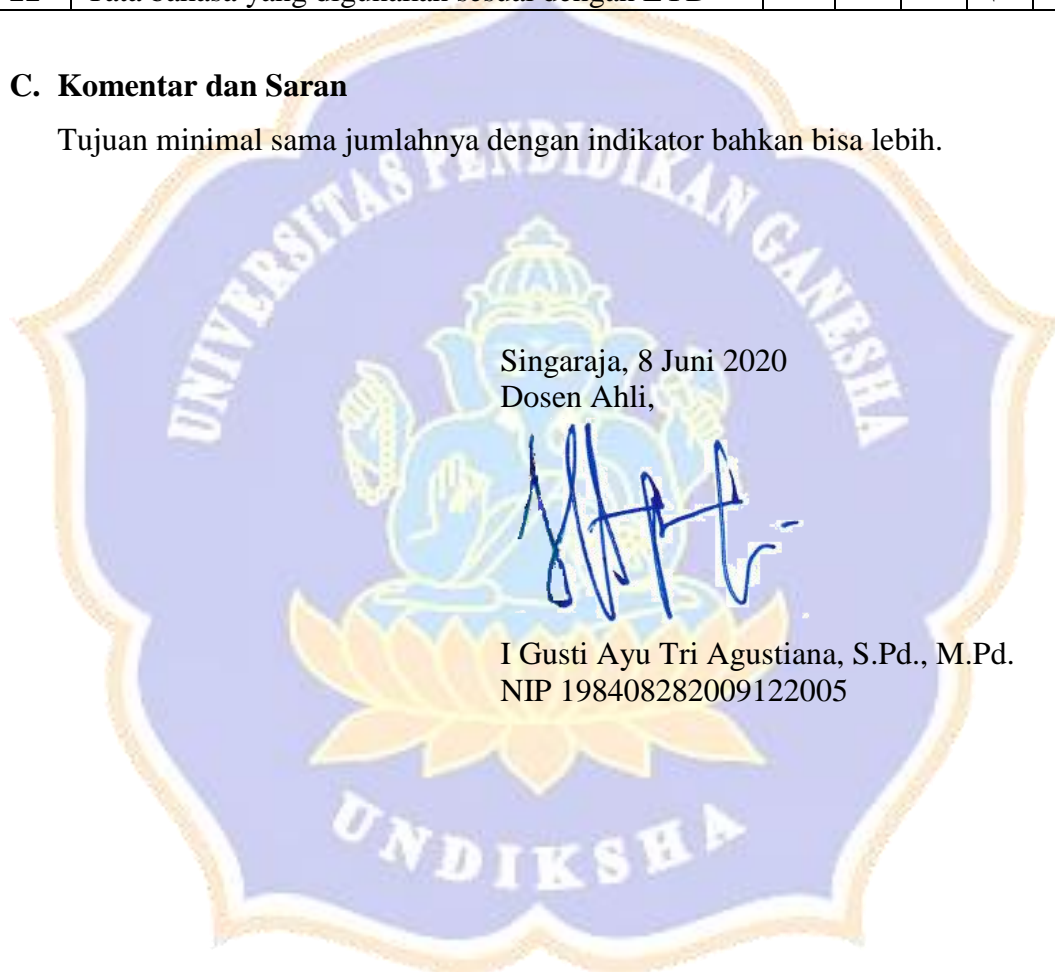 C. Komentar dan Saran
Tujuan minimal sama jumlahnya dengan indikator bahkan bisa lebih.
UNIVERSITAS PENDIDIKAN GANESHA
Singaraja, 8 Juni 2020
Dosen Ahli,
I Gusti Ayu Tri Agustiana, S.Pd., M.Pd.
NIP 198408282009122005
UNDIKSHA